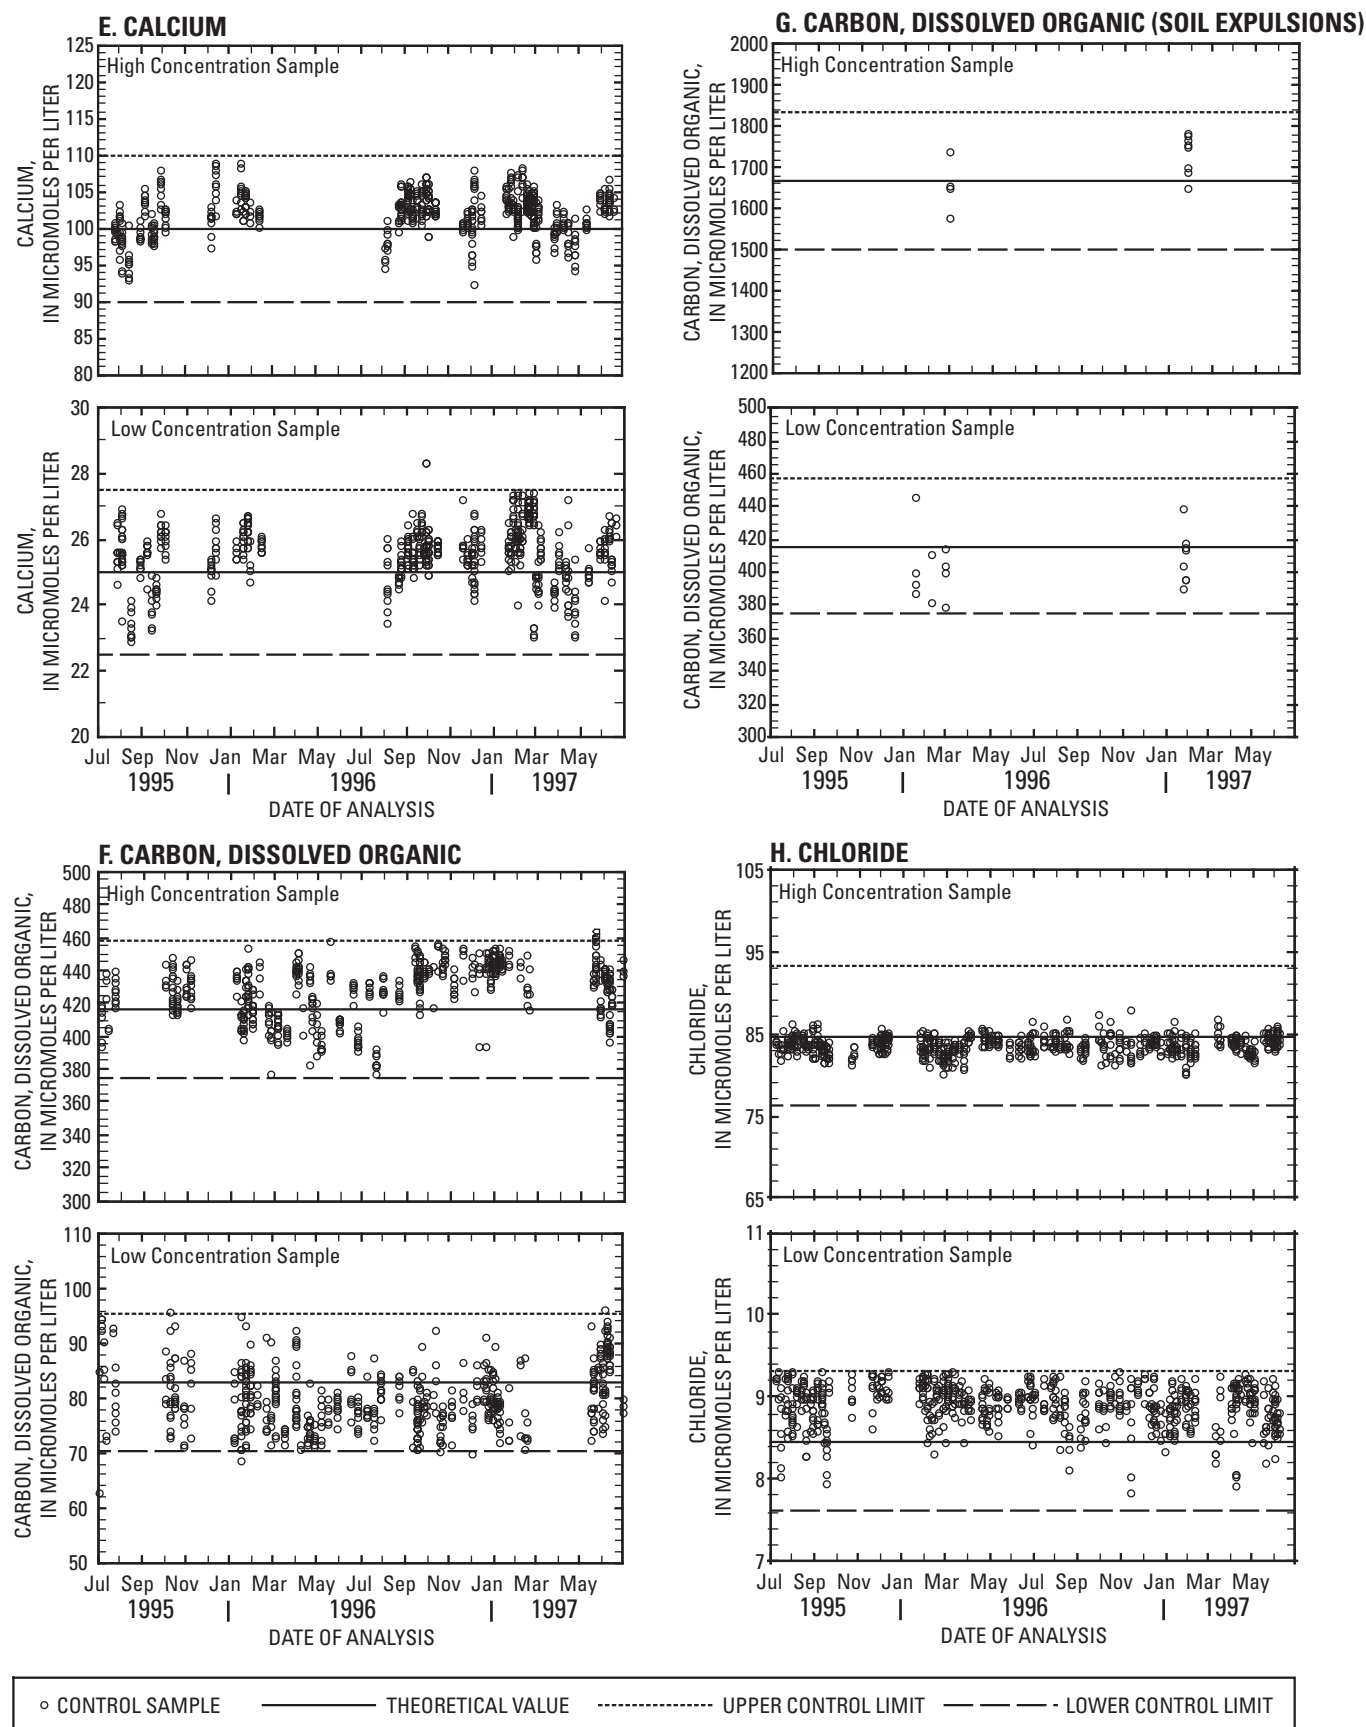 E. CALCIUM
CALCIUM,
IN MICROMOLES PER LITER
125
120
115
110
105
100
95
90
85
80
High Concentration Sample
CALCIUM,
IN MICROMOLES PER LITER
30
28
26
24
22
20
Low Concentration Sample
Jul Sep Nov Jan Mar May Jul Sep Nov Jan Mar May
1995 | 1996 | 1997
DATE OF ANALYSIS
G. CARBON, DISSOLVED ORGANIC (SOIL EXPULSIONS)
CARBON, DISSOLVED ORGANIC,
IN MICROMOLES PER LITER
2000
1900
1800
1700
1600
1500
1400
1300
1200
High Concentration Sample
CARBON, DISSOLVED ORGANIC,
IN MICROMOLES PER LITER
500
480
460
440
420
400
380
360
340
320
300
Low Concentration Sample
Jul Sep Nov Jan Mar May Jul Sep Nov Jan Mar May
1995 | 1996 | 1997
DATE OF ANALYSIS
F. CARBON, DISSOLVED ORGANIC
CARBON, DISSOLVED ORGANIC,
IN MICROMOLES PER LITER
500
480
460
440
420
400
380
360
340
320
300
High Concentration Sample
CARBON, DISSOLVED ORGANIC,
IN MICROMOLES PER LITER
110
100
90
80
70
60
50
Low Concentration Sample
Jul Sep Nov Jan Mar May Jul Sep Nov Jan Mar May
1995 | 1996 | 1997
DATE OF ANALYSIS
H. CHLORIDE
CHLORIDE,
IN MICROMOLES PER LITER
105
95
85
75
65
High Concentration Sample
CHLORIDE,
IN MICROMOLES PER LITER
11
10
9
8
7
Low Concentration Sample
Jul Sep Nov Jan Mar May Jul Sep Nov Jan Mar May
1995 | 1996 | 1997
DATE OF ANALYSIS
CONTROL SAMPLE THEORETICAL VALUE UPPER CONTROL LIMIT LOWER CONTROL LIMIT